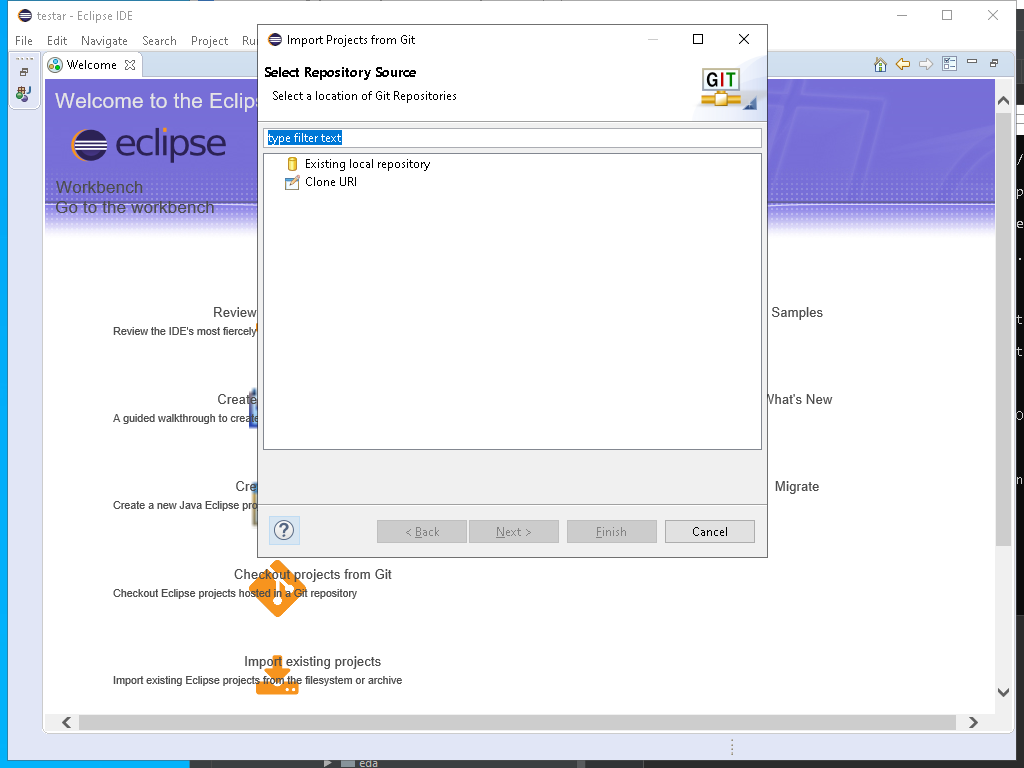 testar - Eclipse IDE
File Edit Navigate Search Project
Welcome
Welcome to the Eclip
eclipse
Workbench
Go to the workbench
Import Projects from Git
Select Repository Source
Select a location of Git Repositories
GIT
type filter text
Existing local repository
Clone URI
< Back Next > Finish Cancel
Review
Review the IDE's most fiercely
Samples
Create
A guided walkthrough to create
What's New
Create a new Java Eclipse pro
Migrate
Checkout projects from Git
Checkout Eclipse projects hosted in a Git repository
Import existing projects
Import existing Eclipse projects from the filesystem or archive
eda